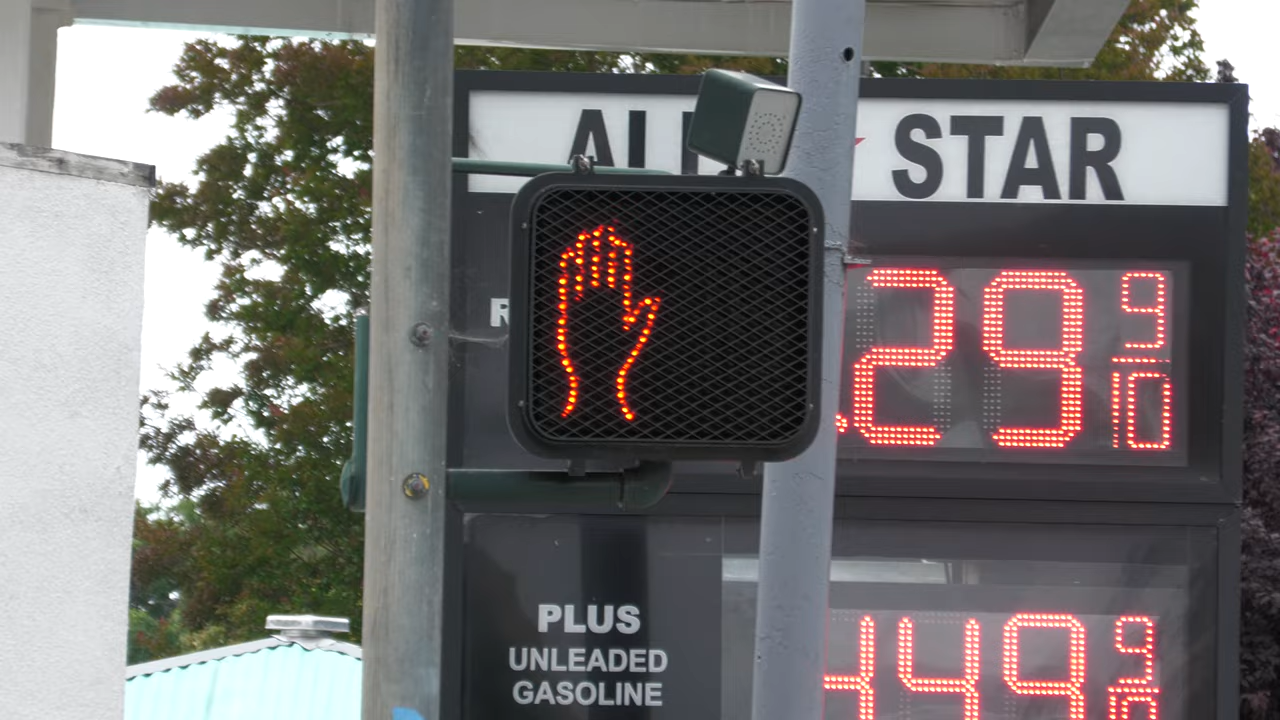 STAR
.29 9/10
PLUS
UNLEADED
GASOLINE
449 9/10